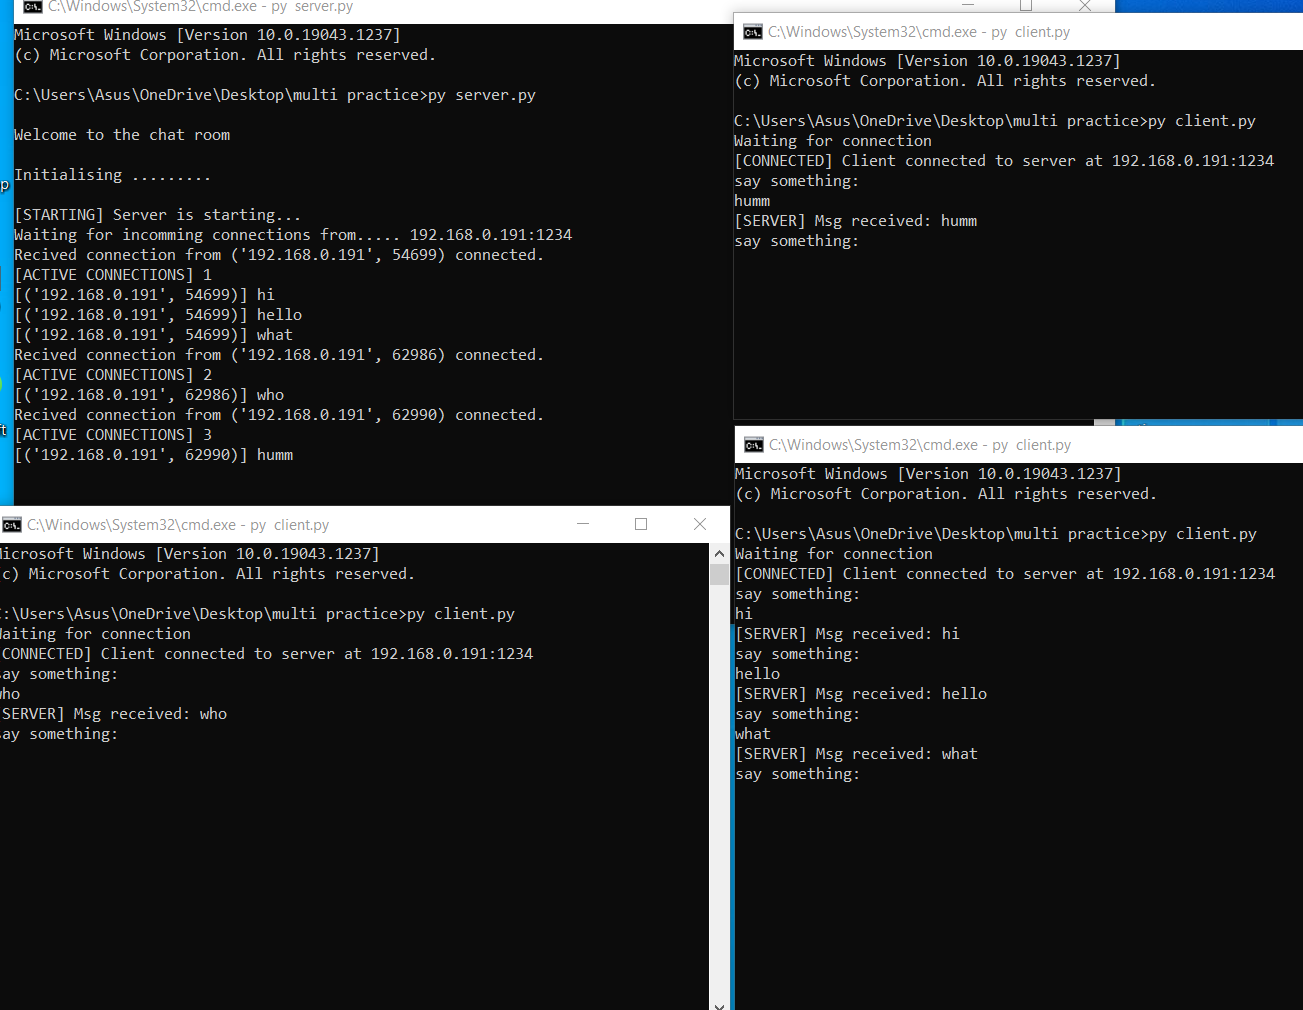 C:\Windows\System32\cmd.exe - py  server.py
Microsoft Windows [Version 10.0.19043.1237]
(c) Microsoft Corporation. All rights reserved.
C:\Users\Asus\OneDrive\Desktop\multi practice>py server.py
Welcome to the chat room
Initialising .........
[STARTING] Server is starting...
Waiting for incomming connections from..... 192.168.0.191:1234
Recived connection from ('192.168.0.191', 54699) connected.
[ACTIVE CONNECTIONS] 1
[('192.168.0.191', 54699)] hi
[('192.168.0.191', 54699)] hello
[('192.168.0.191', 54699)] what
Recived connection from ('192.168.0.191', 62986) connected.
[ACTIVE CONNECTIONS] 2
[('192.168.0.191', 62986)] who
Recived connection from ('192.168.0.191', 62990) connected.
[ACTIVE CONNECTIONS] 3
[('192.168.0.191', 62990)] humm
C:\Windows\System32\cmd.exe - py  client.py
Microsoft Windows [Version 10.0.19043.1237]
(c) Microsoft Corporation. All rights reserved.
C:\Users\Asus\OneDrive\Desktop\multi practice>py client.py
Waiting for connection
[CONNECTED] Client connected to server at 192.168.0.191:1234
say something:
humm
[SERVER] Msg received: humm
say something:
C:\Windows\System32\cmd.exe - py  client.py
icrosoft Windows [Version 10.0.19043.1237]
c) Microsoft Corporation. All rights reserved.
:\Users\Asus\OneDrive\Desktop\multi practice>py client.py
aiting for connection
CONNECTED] Client connected to server at 192.168.0.191:1234
say something:
who
SERVER] Msg received: who
say something:
C:\Windows\System32\cmd.exe - py  client.py
Microsoft Windows [Version 10.0.19043.1237]
(c) Microsoft Corporation. All rights reserved.
C:\Users\Asus\OneDrive\Desktop\multi practice>py client.py
Waiting for connection
[CONNECTED] Client connected to server at 192.168.0.191:1234
say something:
hi
[SERVER] Msg received: hi
say something:
hello
[SERVER] Msg received: hello
say something:
what
[SERVER] Msg received: what
say something: